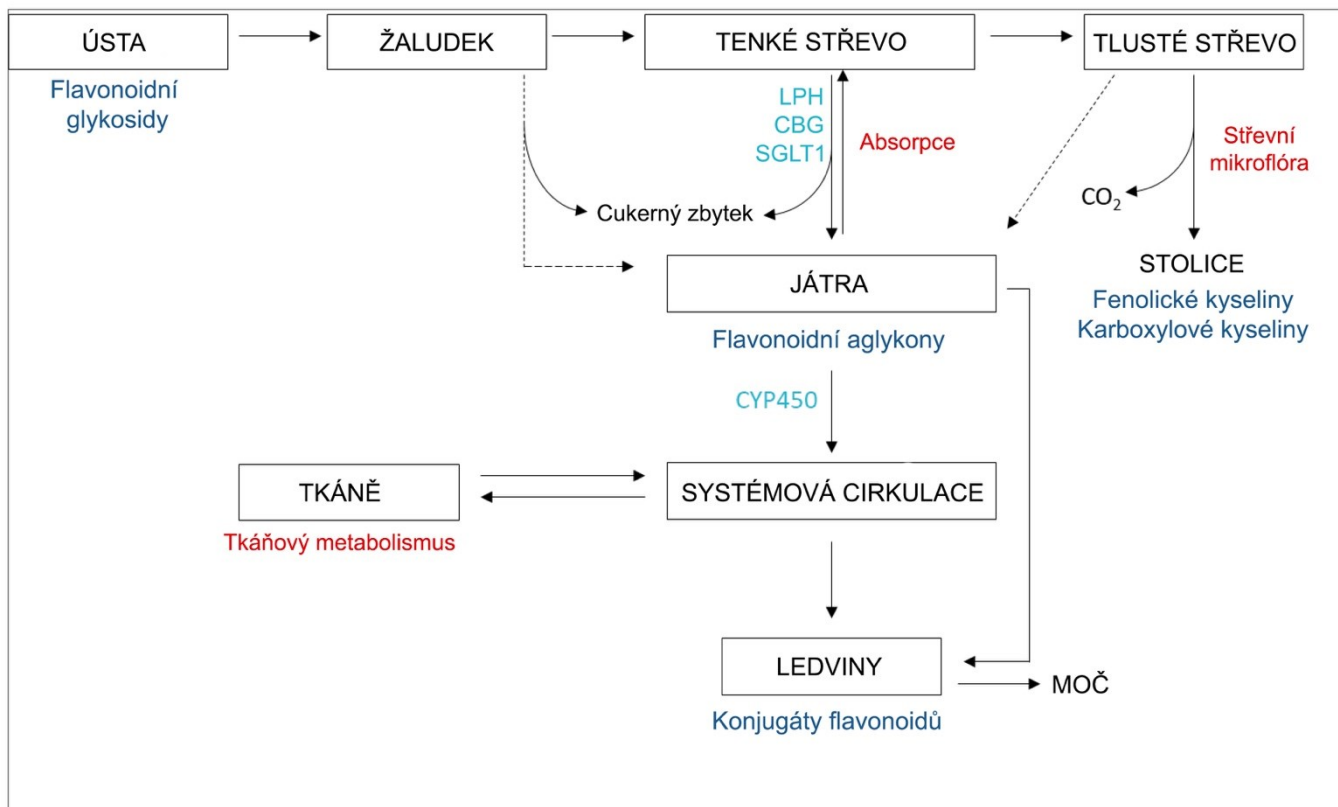 ÚSTA
ŽALUDEK
TENKÉ STŘEVO
TLUSTÉ STŘEVO
Flavonoidní
glykosidy
LPH
CBG
SGLT1
Absorpce
Střevní
mikroflóra
CO₂
Cukerný zbytek
JÁTRA
STOLICE
Fenolické kyseliny
Karboxylové kyseliny
Flavonoidní aglykony
CYP450
TKÁNĚ
SYSTÉMOVÁ CIRKULACE
Tkáňový metabolismus
LEDVINY
MOČ
Konjugáty flavonoidů